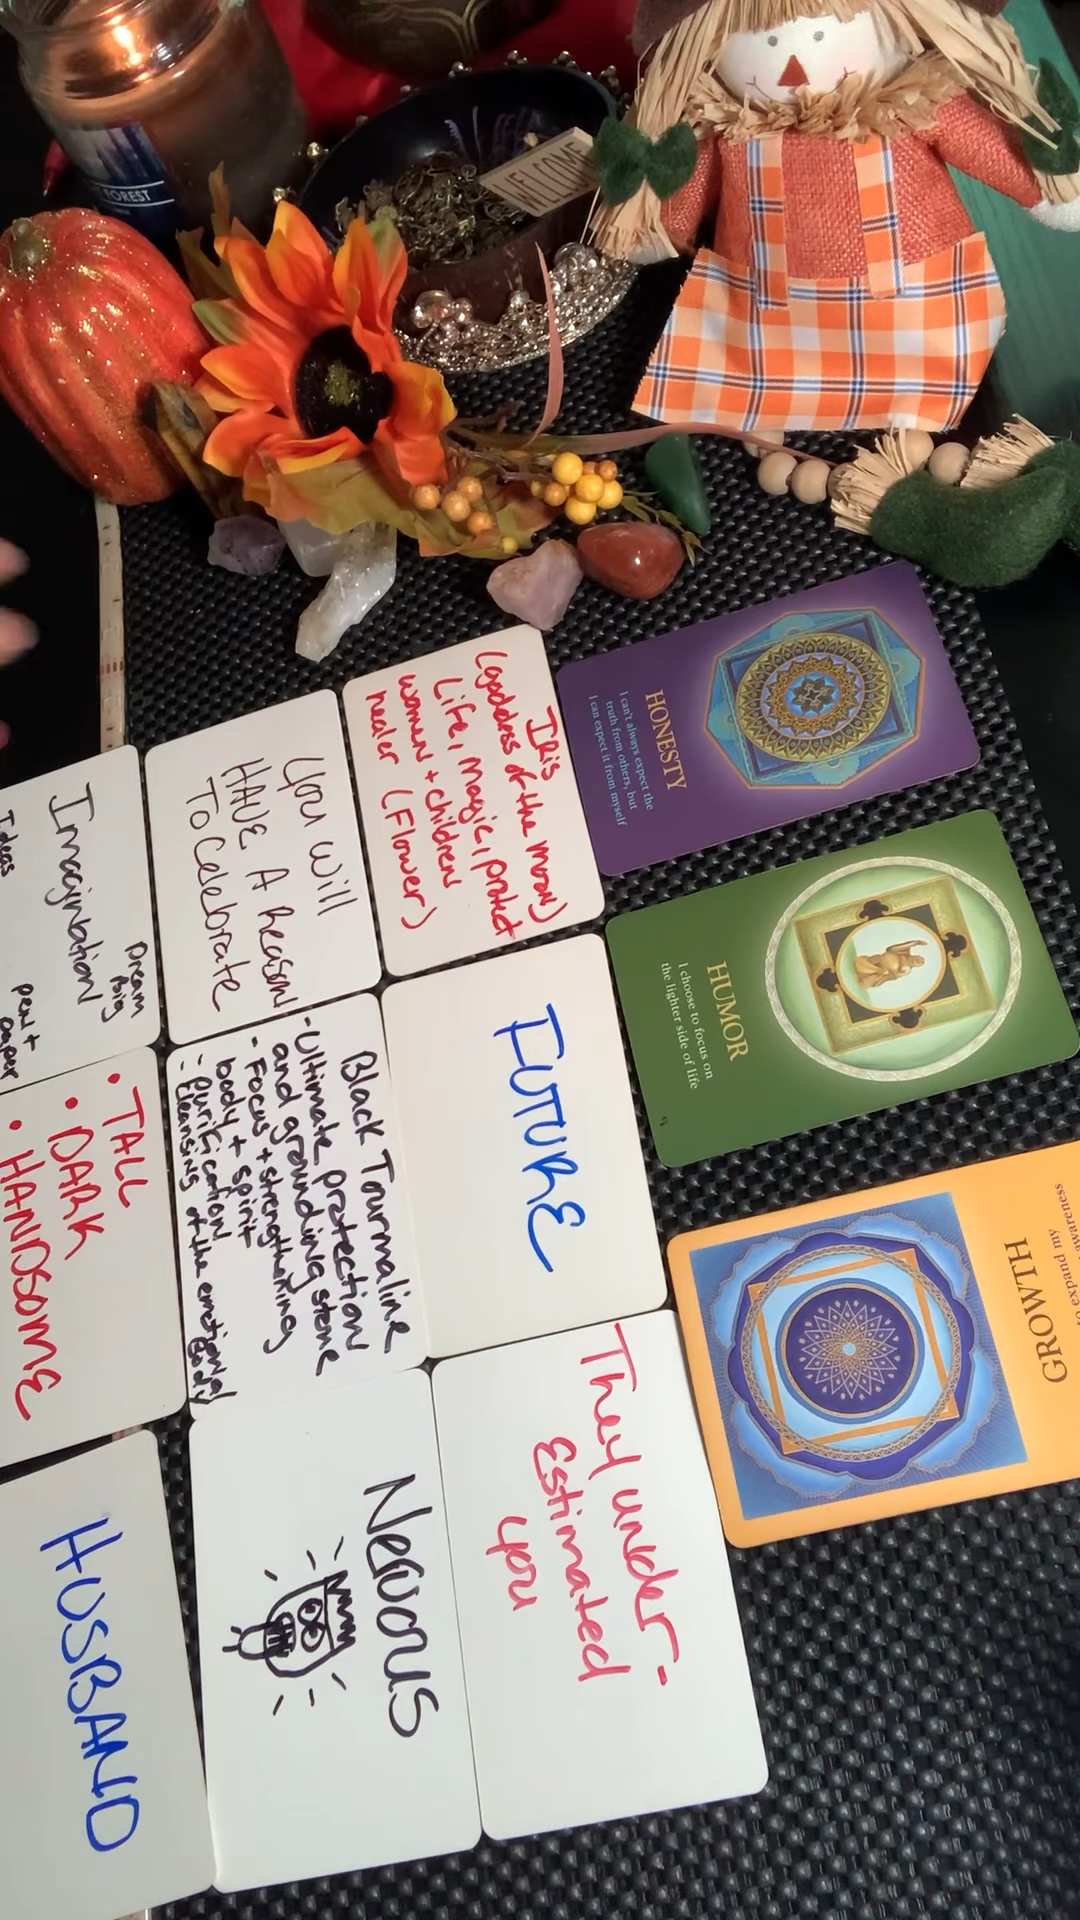 FOREST
WELCOME
HONESTY
I can't always expect the
truth from others, but
I can expect it from myself
HUMOR
I choose to focus on
the lighter side of life
GROWTH
expand my
awareness
IRIS
(goddess of the moon)
Life, magic, protect
women + children
healer (Flower)
FUTURE
They under-
Estimated
you
You will
HAVE A Reason
To Celebrate
Black Tourmaline
-Ultimate protection
and grounding stone
- Focus + strengthening
body + spirit
- purification
- Cleansing of the emotional
Body
Nervous
Dream
Big
Imagination
pen +
paper
Ideas
• TALL
• DARK
• HANDSOME
HUSBAND